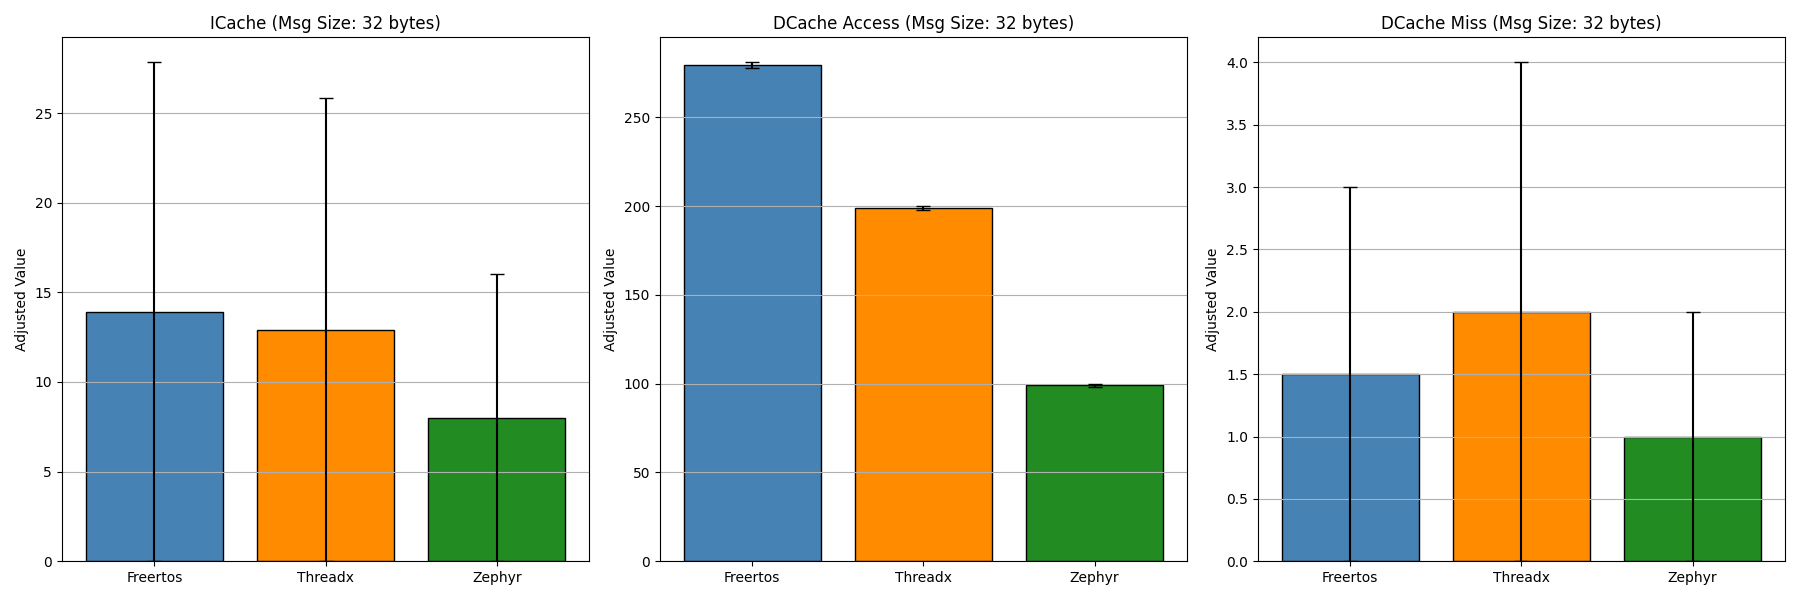 ICache (Msg Size: 32 bytes)
Adjusted Value
25
20
15
10
5
0
Freertos
Threadx
Zephyr
DCache Access (Msg Size: 32 bytes)
Adjusted Value
250
200
150
100
50
0
Freertos
Threadx
Zephyr
DCache Miss (Msg Size: 32 bytes)
Adjusted Value
4.0
3.5
3.0
2.5
2.0
1.5
1.0
0.5
0.0
Freertos
Threadx
Zephyr